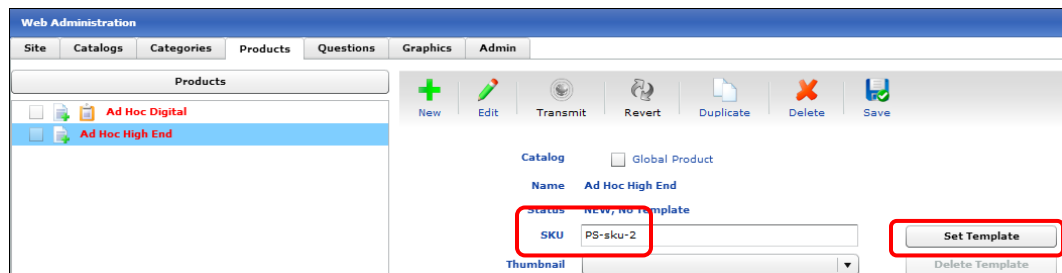 Web Administration
Site Catalogs Categories Products Questions Graphics Admin
Products
Ad Hoc Digital
Ad Hoc High End
New Edit Transmit Revert Duplicate Delete Save
Catalog Global Product
Name Ad Hoc High End
Status NEW, No Template
SKU PS-sku-2 Set Template
Thumbnail Delete Template